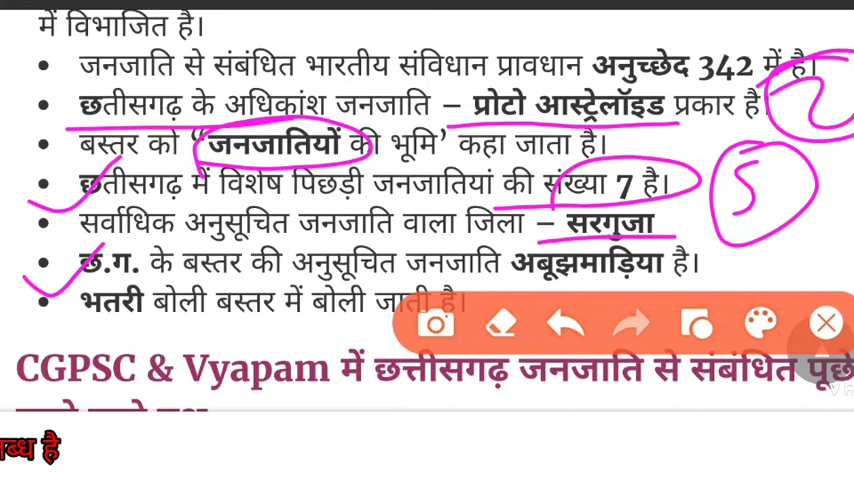 में विभाजित है।
• जनजाति से संबंधित भारतीय संविधान प्रावधान अनुच्छेद 342 में है।
• छतीसगढ़ के अधिकांश जनजाति – प्रोटो आस्ट्रेलॉइड प्रकार है
2
• बस्तर को “जनजातियों की भूमि’ कहा जाता है।
• छतीसगढ़ में विशेष पिछड़ी जनजातियां की संख्या 7 है।
5
• सर्वाधिक अनुसूचित जनजाति वाला जिला – सरगुजा
• छ.ग. के बस्तर की अनुसूचित जनजाति अबूझमाड़िया है।
• भतरी बोली बस्तर में बोली जाती है।
CGPSC & Vyapam में छत्तीसगढ़ जनजाति से संबंधित पूछे
ब्ध है